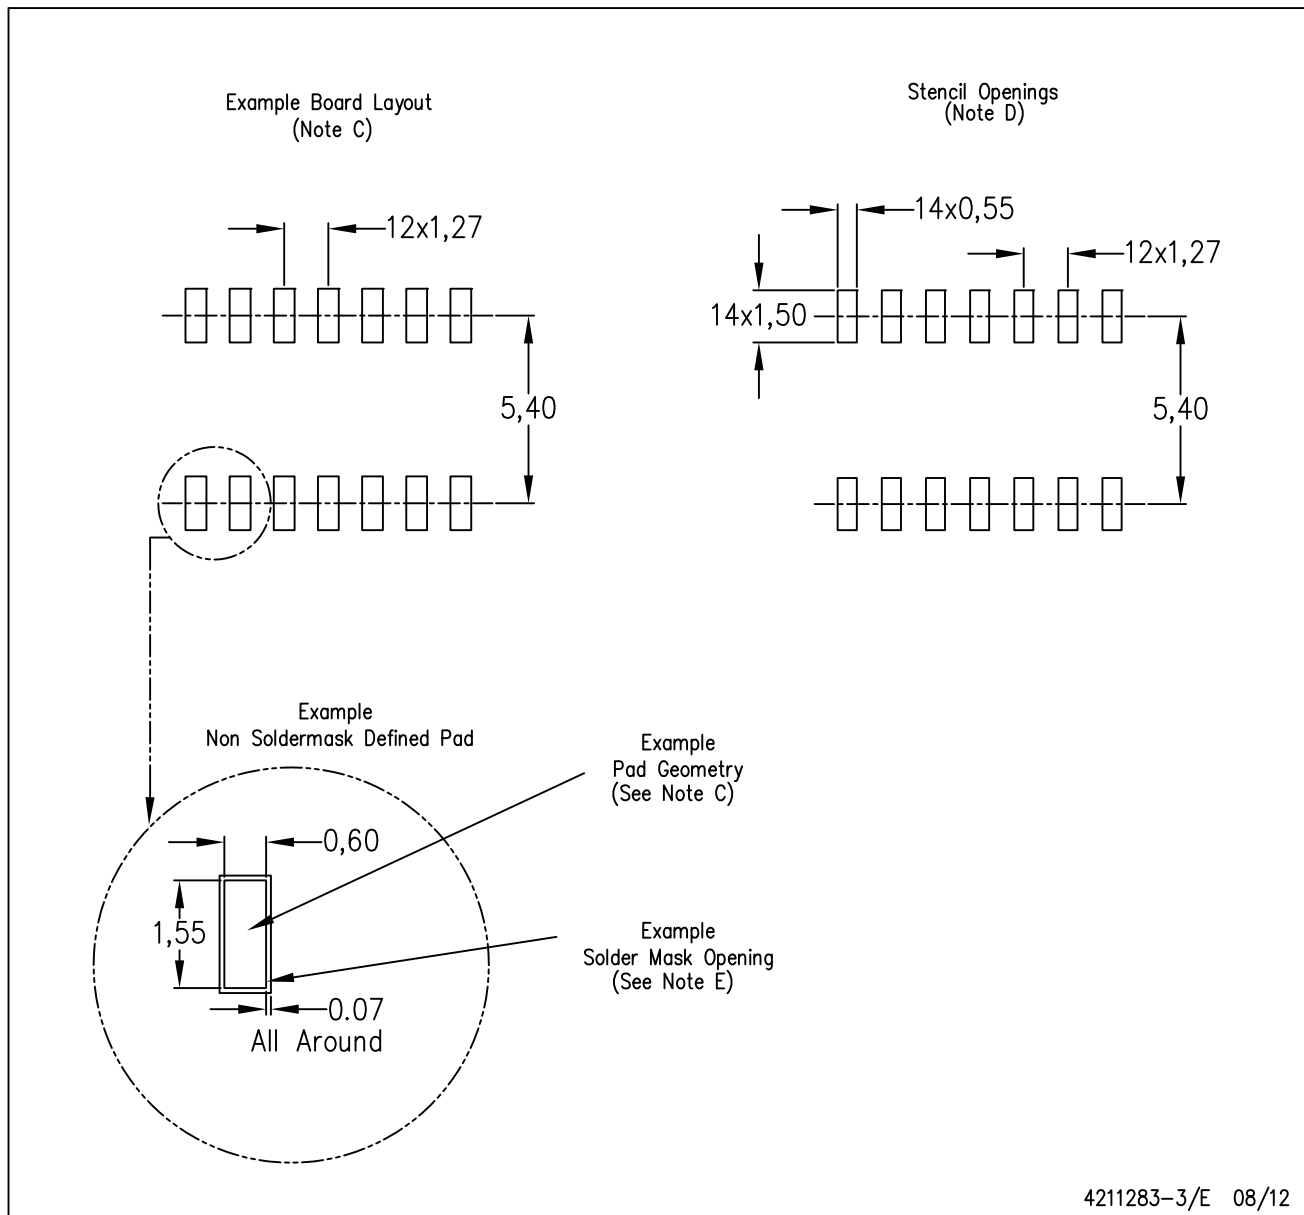 Example Board Layout
(Note C)
Stencil Openings
(Note D)
12x1,27
14x0,55
12x1,27
14x1,50
5,40
5,40
Example
Non Soldermask Defined Pad
Example
Pad Geometry
(See Note C)
0,60
1,55
Example
Solder Mask Opening
(See Note E)
0.07
All Around
4211283-3/E 08/12